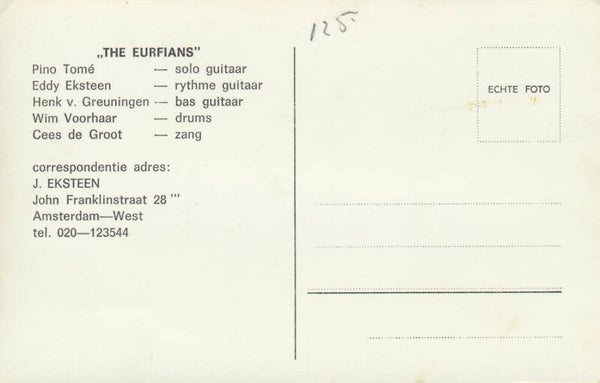 „THE EURFIANS”
Pino Tomé — solo guitaar
Eddy Eksteen — rythme guitaar
Henk v. Greuningen — bas guitaar
Wim Voorhaar — drums
Cees de Groot — zang
correspondentie adres:
J. EKSTEEN
John Franklinstraat 28 '''
Amsterdam—West
tel. 020—123544
125-
ECHTE FOTO